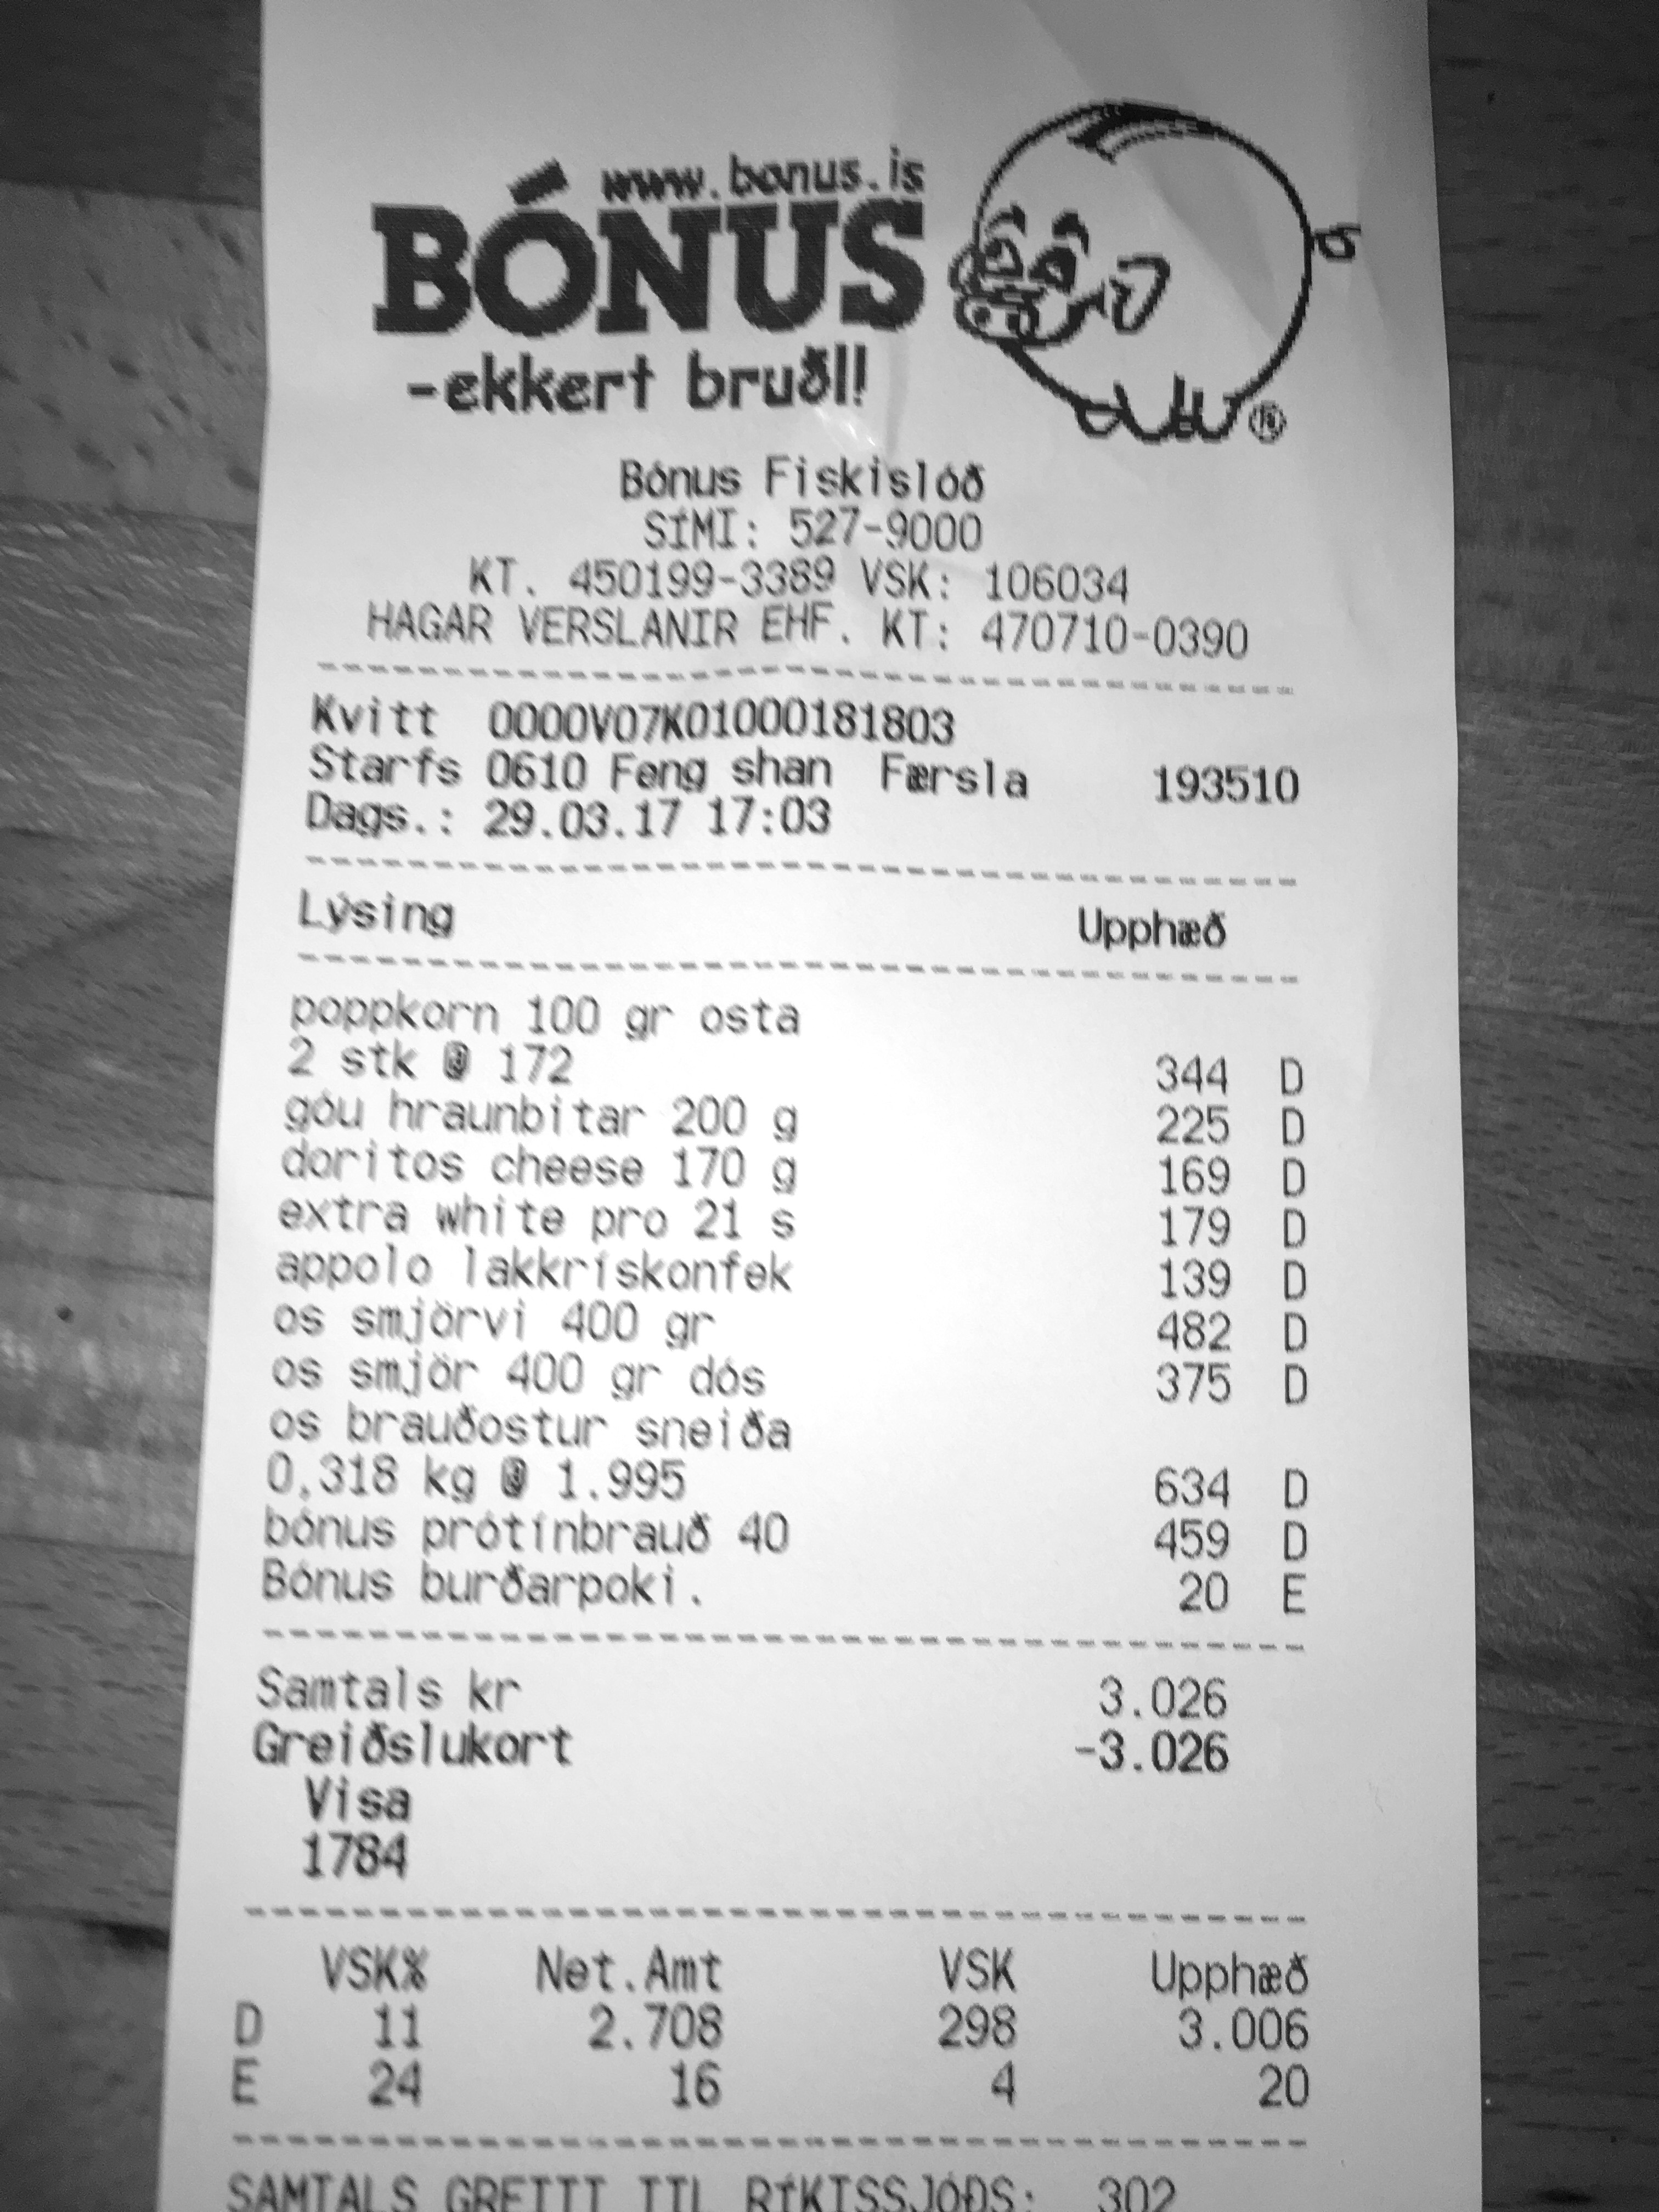 www.bonus.is
BÓNUS
-ekkert bruðl!
Bónus Fiskislóð
SÍMI: 527-9000
KT. 450199-3389 VSK: 106034
HAGAR VERSLANIR EHF. KT: 470710-0390
Kvitt 0000V07K01000181803
Starfs 0610 Feng shan Færsla 193510
Dags.: 29.03.17 17:03
Lýsing Upphæð
poppkorn 100 gr osta
2 stk @ 172 344 D
góu hraunbitar 200 g 225 D
doritos cheese 170 g 169 D
extra white pro 21 s 179 D
appolo lakkrískonfek 139 D
os smjörvi 400 gr 482 D
os smjör 400 gr dós 375 D
os brauðostur sneiða
0,318 kg @ 1.995 634 D
bónus prótínbrauð 40 459 D
Bónus burðarpoki. 20 E
Samtals kr 3.026
Greiðslukort -3.026
Visa
1784
VSK% Net.Amt VSK Upphæð
D 11 2.708 298 3.006
E 24 16 4 20
SAMTALS GREITT TIL RÍKISSJÓÐS: 302